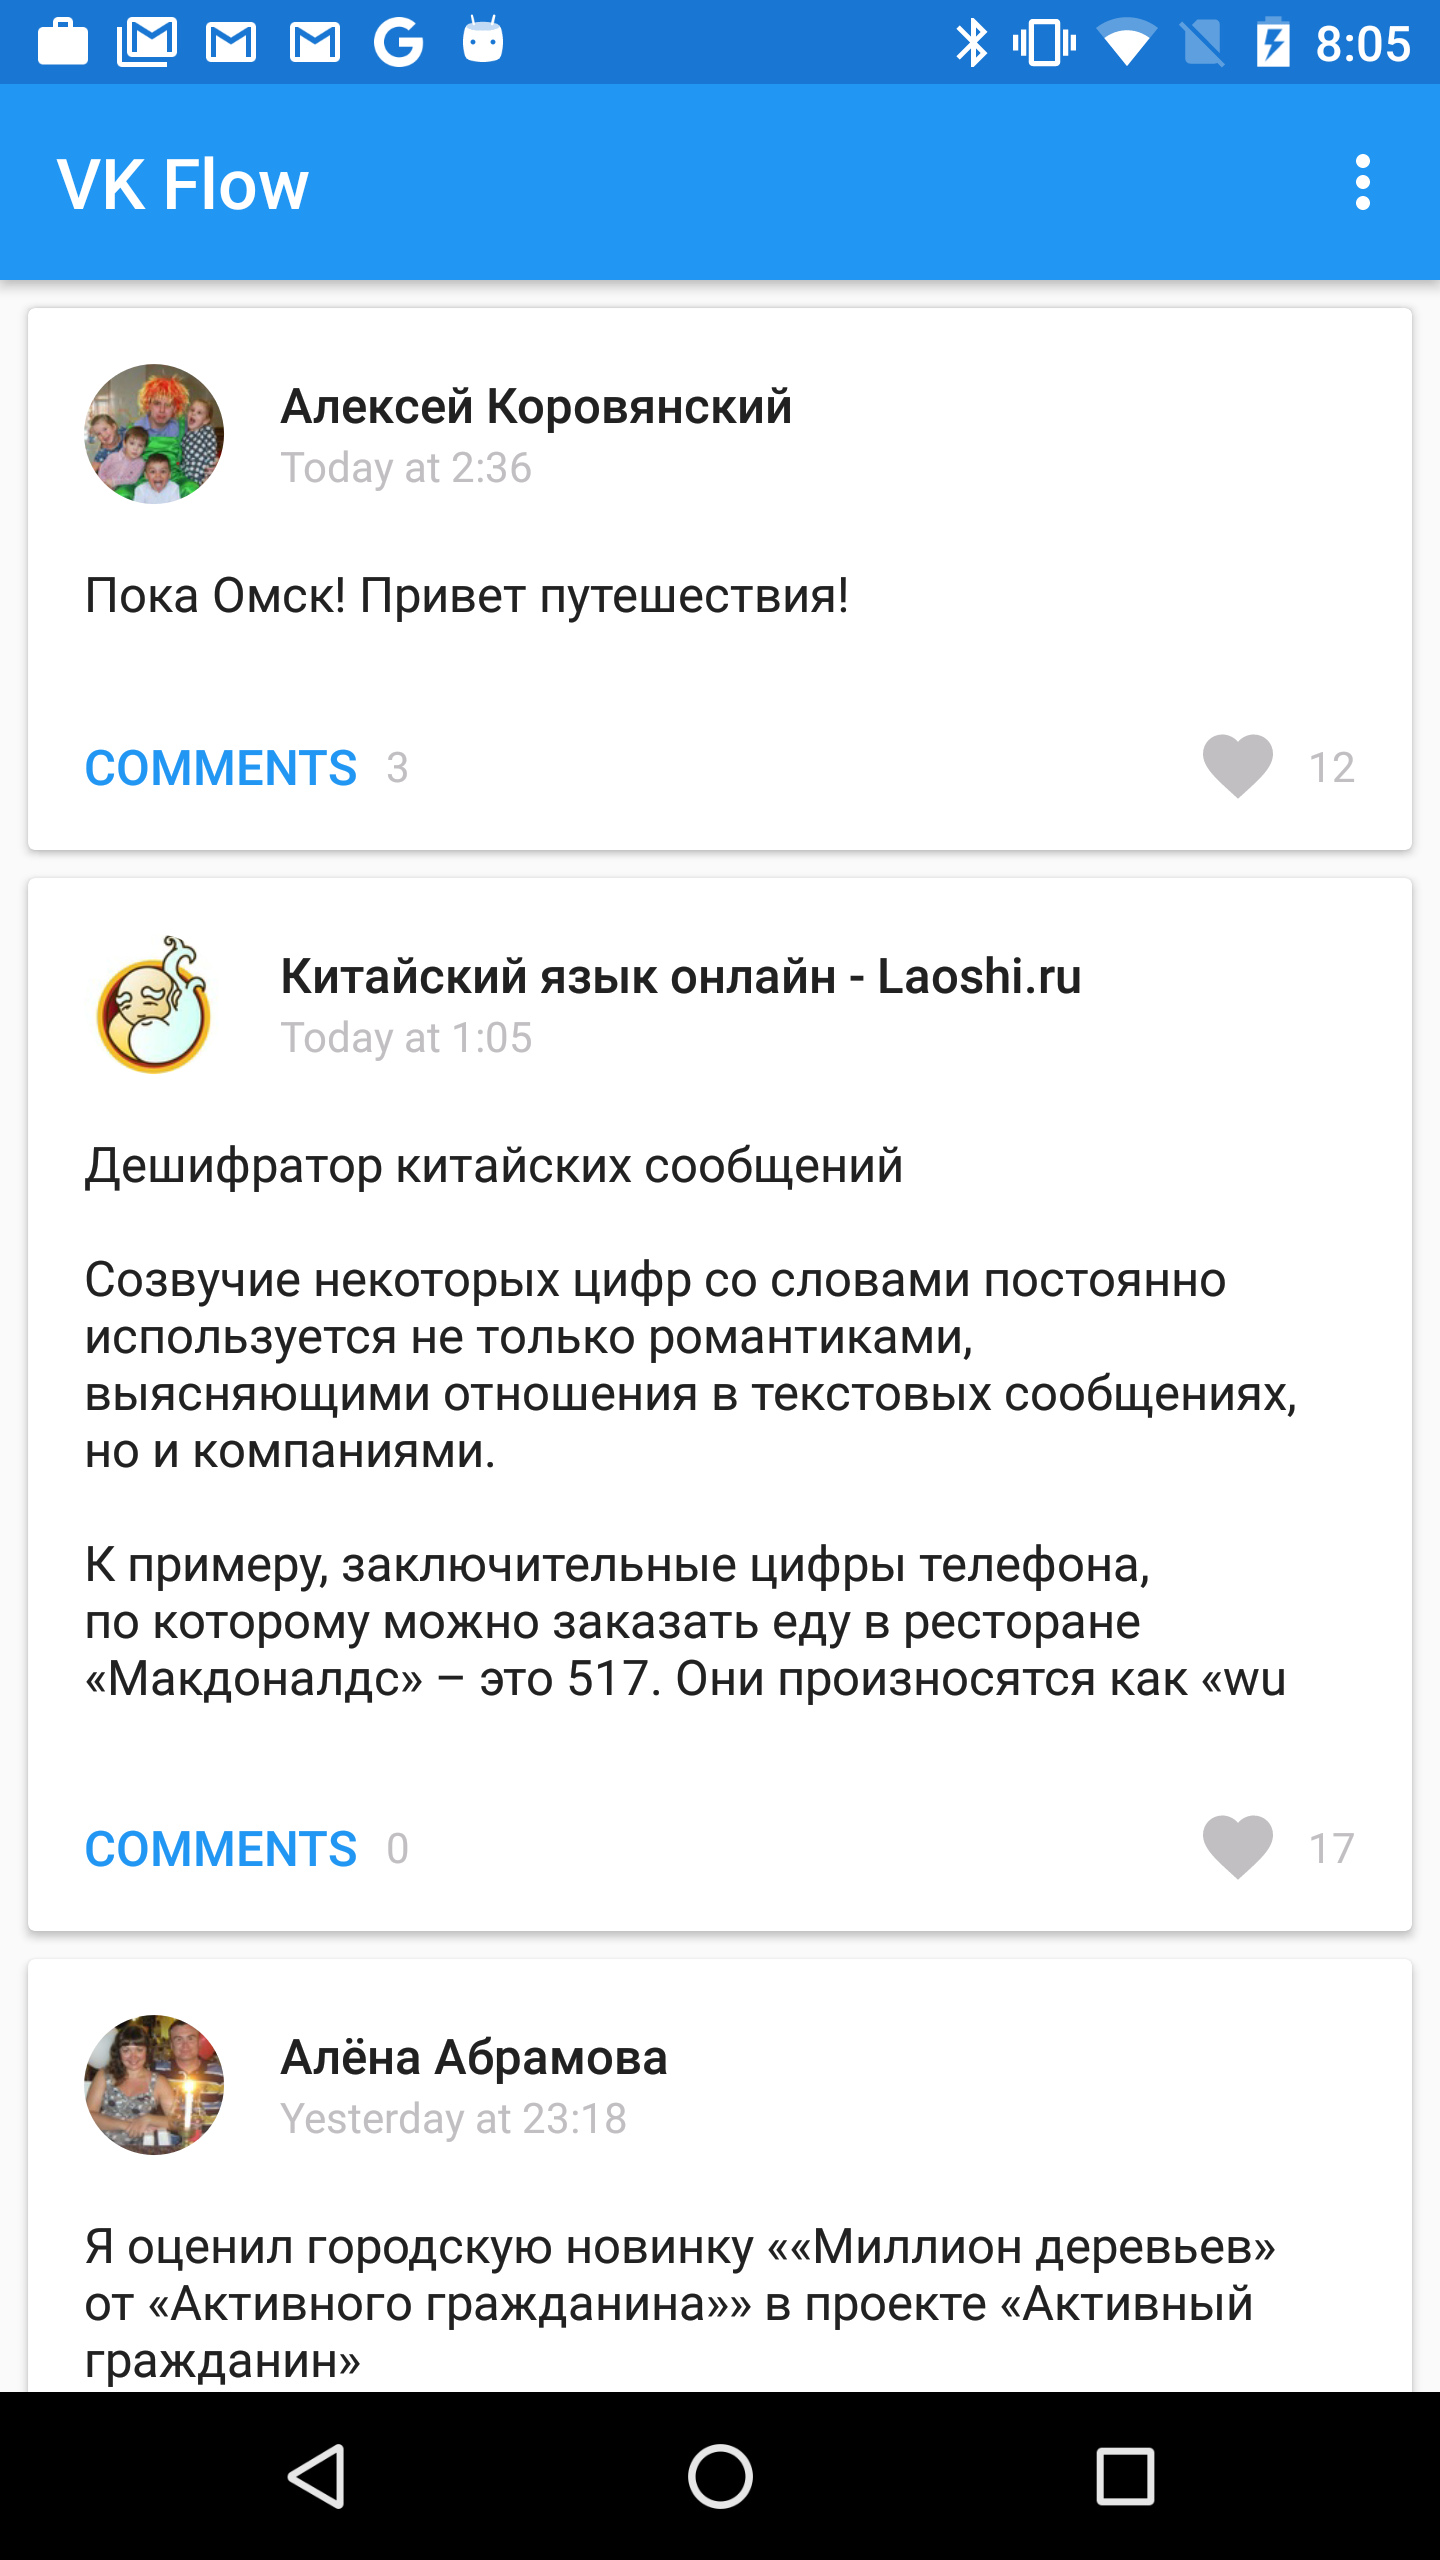 8:05
VK Flow
Алексей Коровянский
Today at 2:36
Пока Омск! Привет путешествия!
COMMENTS 3
12
Китайский язык онлайн - Laoshi.ru
Today at 1:05
Дешифратор китайских сообщений
Созвучие некоторых цифр со словами постоянно
используется не только романтиками,
выясняющими отношения в текстовых сообщениях,
но и компаниями.
К примеру, заключительные цифры телефона,
по которому можно заказать еду в ресторане
«Макдоналдс» – это 517. Они произносятся как «wu
COMMENTS 0
17
Алёна Абрамова
Yesterday at 23:18
Я оценил городскую новинку ««Миллион деревьев»
от «Активного гражданина»» в проекте «Активный
гражданин»